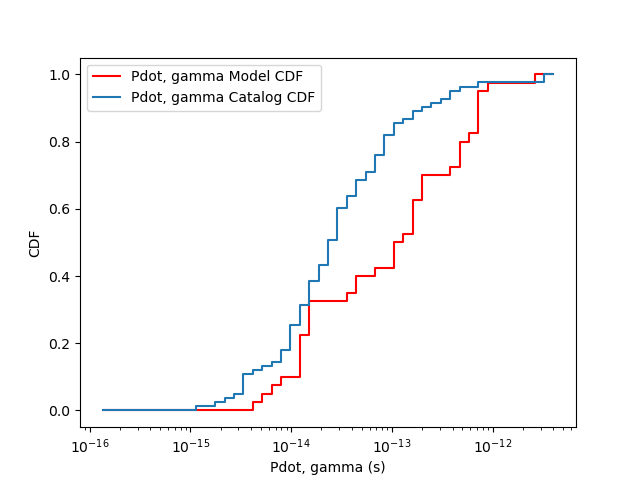 Pdot, gamma Model CDF
Pdot, gamma Catalog CDF
1.0
0.8
0.6
0.4
0.2
0.0
CDF
10⁻¹⁶ 10⁻¹⁵ 10⁻¹⁴ 10⁻¹³ 10⁻¹²
Pdot, gamma (s)